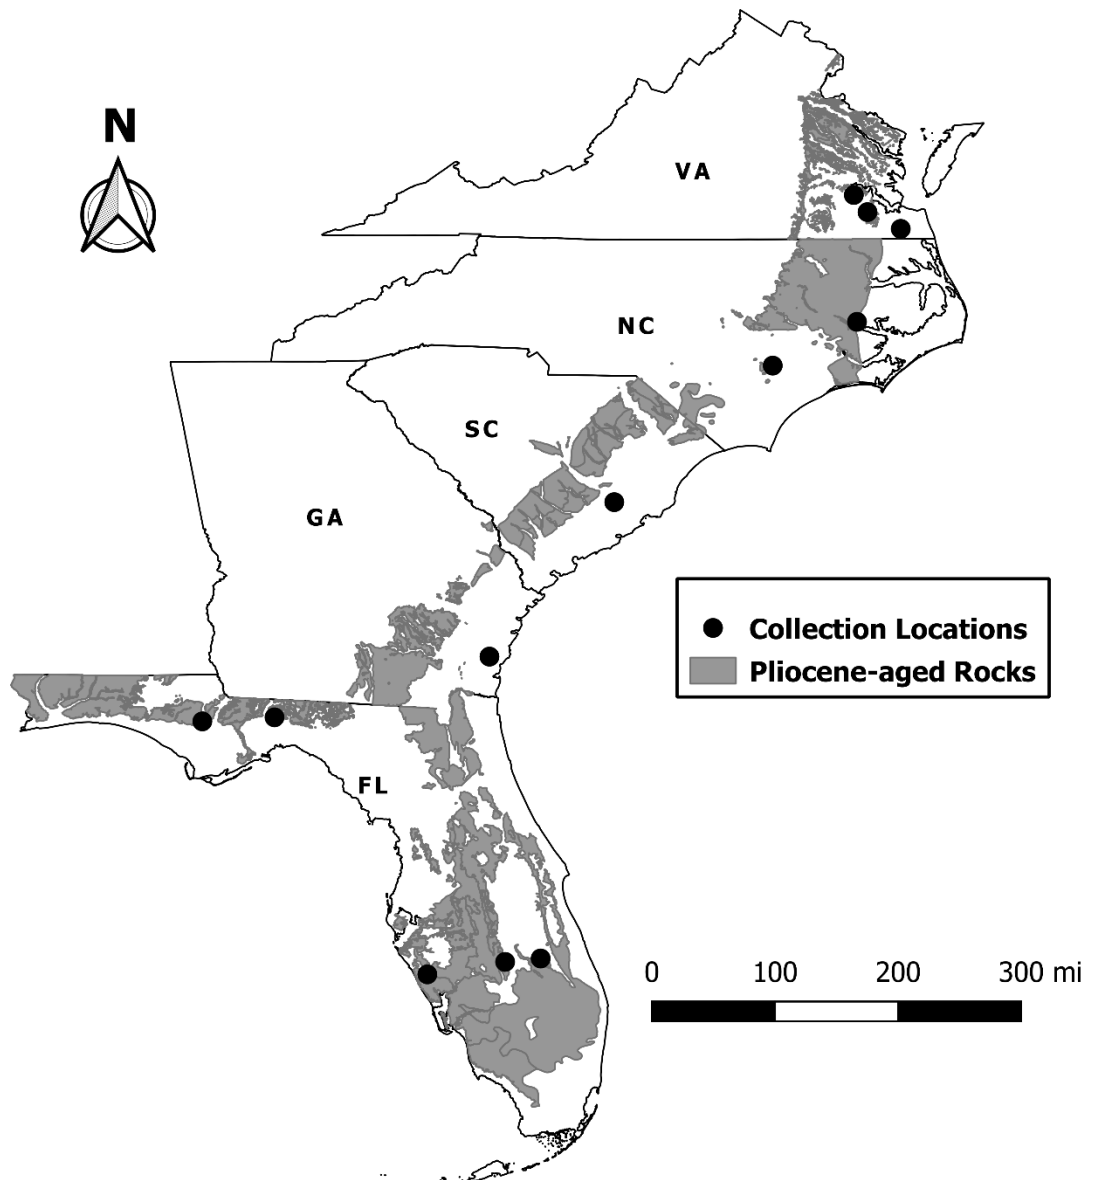 N
VA
NC
SC
GA
Collection Locations
Pliocene-aged Rocks
FL
0 100 200 300 mi